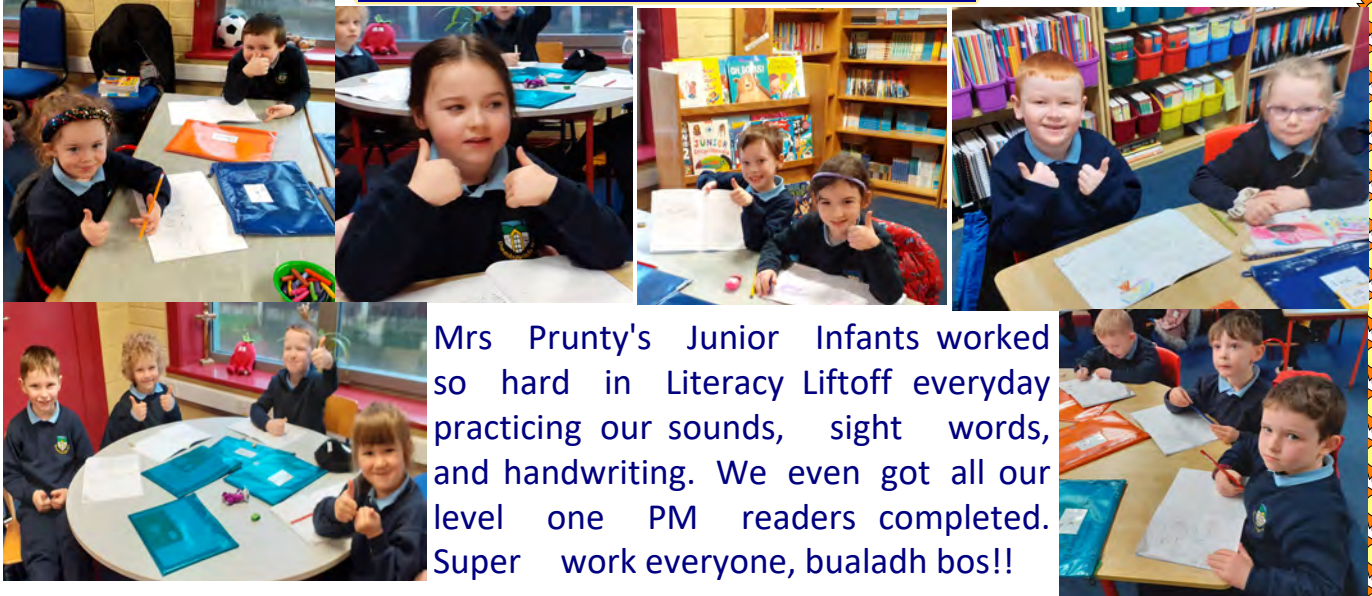 Mrs Prunty's Junior Infants worked
so hard in Literacy Liftoff everyday
practicing our sounds, sight words,
and handwriting. We even got all our
level one PM readers completed.
Super work everyone, bualadh bos!!
JUNIOR